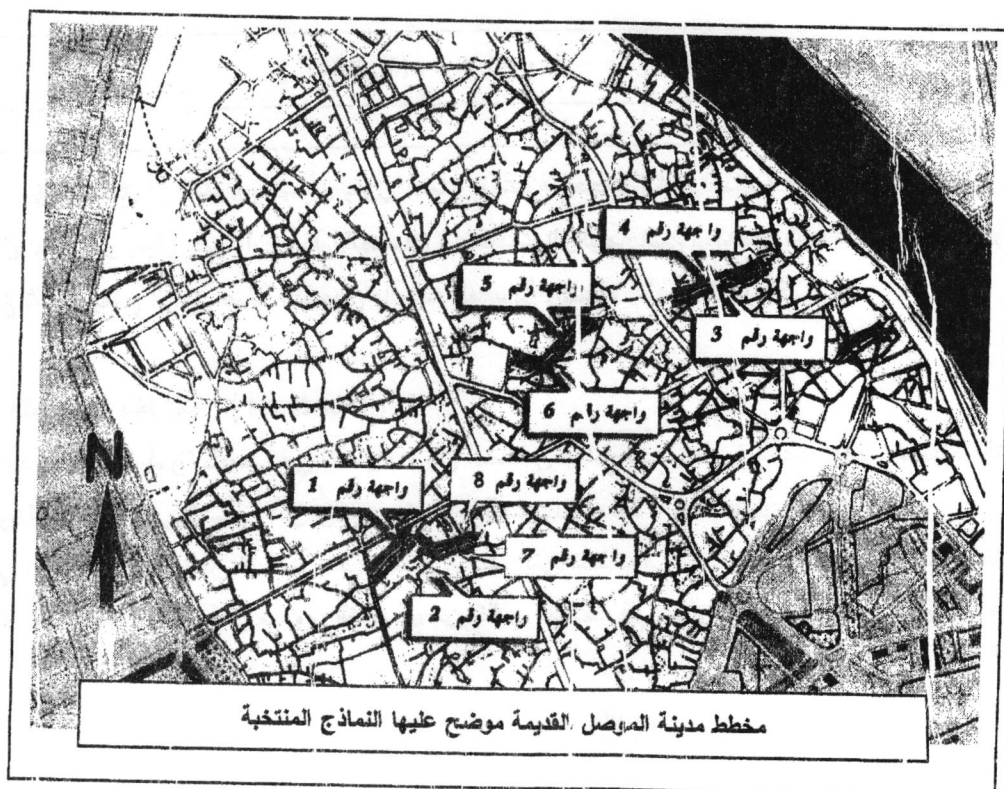 واجهة رقم 4
واجهة رقم 5
واجهة رقم 3
واجهة رقم 6
واجهة رقم 8
واجهة رقم 1
واجهة رقم 7
واجهة رقم 2
N
مخطط مدينة الموصل القديمة موضح عليها النماذج المنتخبة